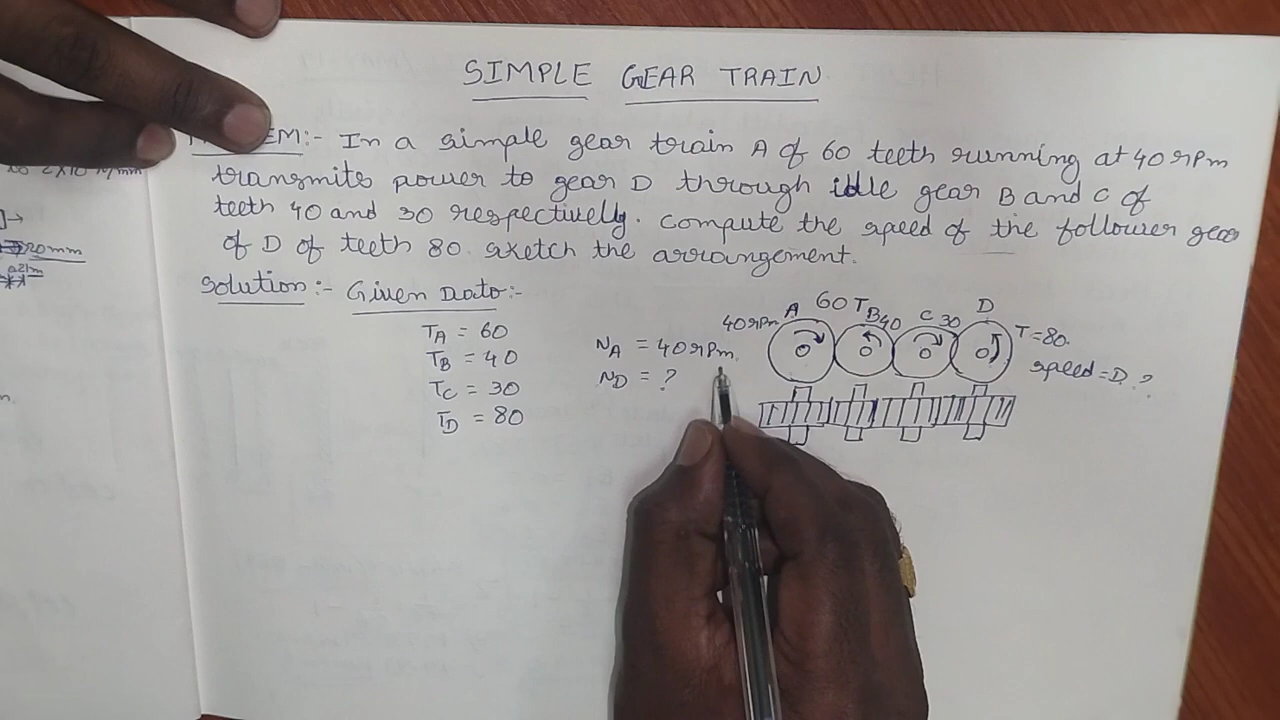 SIMPLE GEAR TRAIN
EM:- In a simple gear train A of 60 teeth running at 40 rpm
transmits power to gear D through idle gear B and C of
teeth 40 and 30 respectively. compute the speed of the follower gear
of D of teeth 80. sketch the arrangement.
Solution:- Given Data:-
TA = 60
TB = 40
TC = 30
TD = 80
NA = 40 rpm.
ND = ?
40 rpm A 60 T B 40 C 30 D
T = 80.
speed = D. ?
20mm